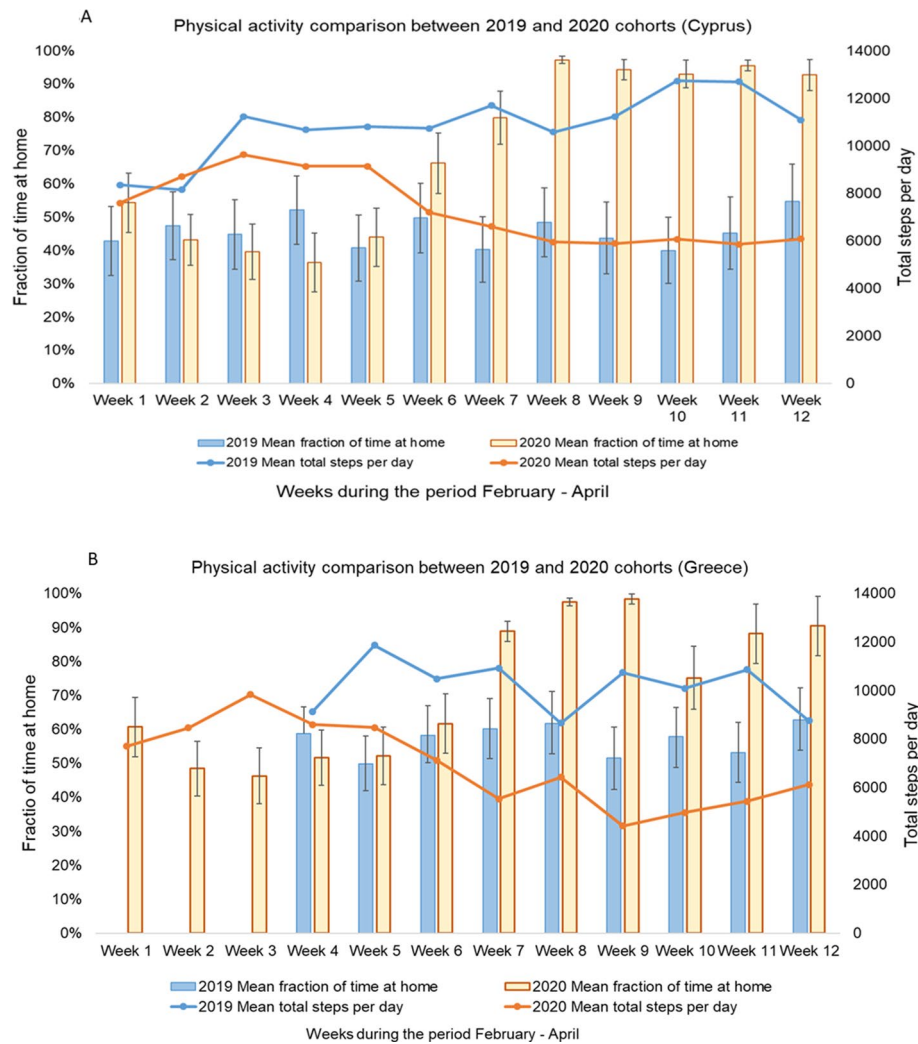 A
Physical activity comparison between 2019 and 2020 cohorts (Cyprus)
100%
90%
80%
70%
60%
50%
40%
30%
20%
10%
0%
Fraction of time at home
14000
12000
10000
8000
6000
4000
2000
0
Total steps per day
Week 1 Week 2 Week 3 Week 4 Week 5 Week 6 Week 7 Week 8 Week 9 Week 10 Week 11 Week 12
2019 Mean fraction of time at home 2020 Mean fraction of time at home
2019 Mean total steps per day 2020 Mean total steps per day
Weeks during the period February - April
B
Physical activity comparison between 2019 and 2020 cohorts (Greece)
100%
90%
80%
70%
60%
50%
40%
30%
20%
10%
0%
Fractio of time at home
14000
12000
10000
8000
6000
4000
2000
0
Total steps per day
Week 1 Week 2 Week 3 Week 4 Week 5 Week 6 Week 7 Week 8 Week 9 Week 10 Week 11 Week 12
2019 Mean fraction of time at home 2020 Mean fraction of time at home
2019 Mean total steps per day 2020 Mean total steps per day
Weeks during the period February - April